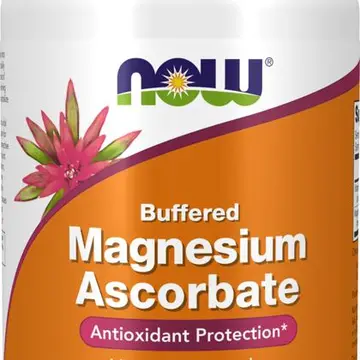 NOW®
Buffered
Magnesium
Ascorbate
Antioxidant Protection*